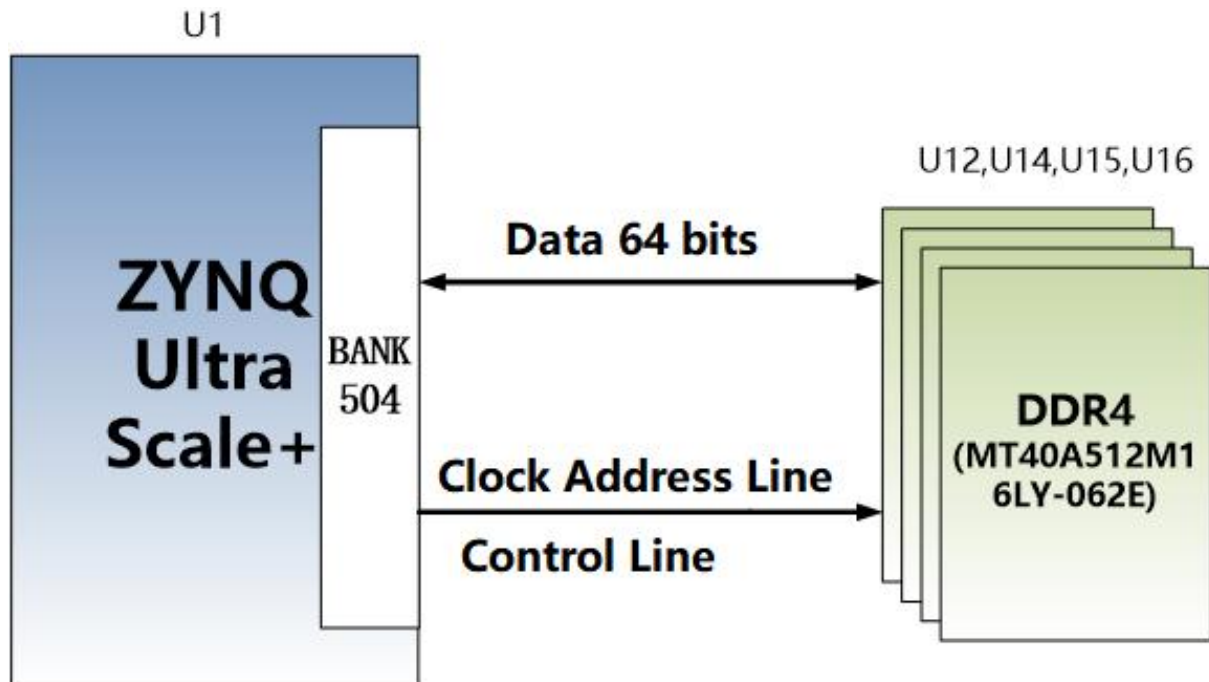 U1
U12,U14,U15,U16
Data 64 bits
ZYNQ
Ultra
Scale+
BANK
504
DDR4
(MT40A512M1
6LY-062E)
Clock Address Line
Control Line